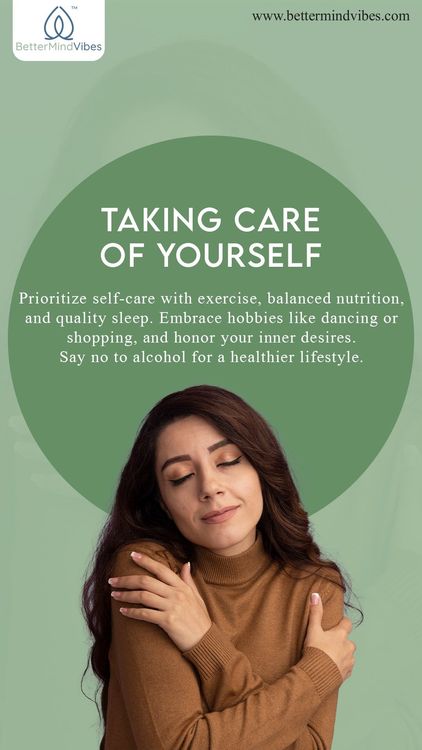 www.bettermindvibes.com
TM
BetterMindVibes
TAKING CARE
OF YOURSELF
Prioritize self-care with exercise, balanced nutrition,
and quality sleep. Embrace hobbies like dancing or
shopping, and honor your inner desires.
Say no to alcohol for a healthier lifestyle.